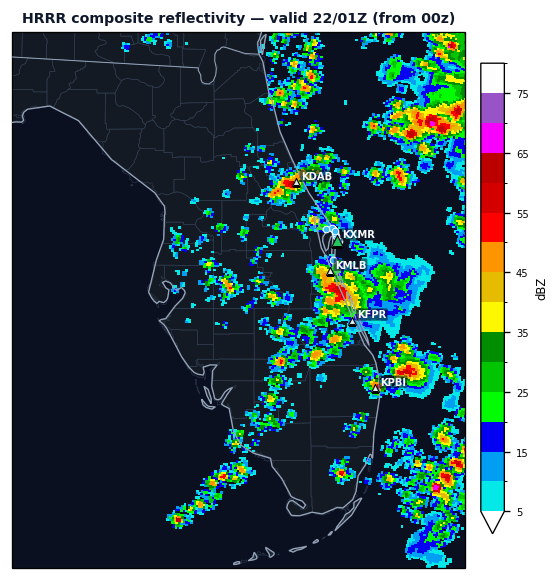 HRRR composite reflectivity — valid 22/01Z (from 00z)
75
65
55
45
35
25
15
5
dBZ
KDAB
KXMR
KMLB
KFPR
KPBI